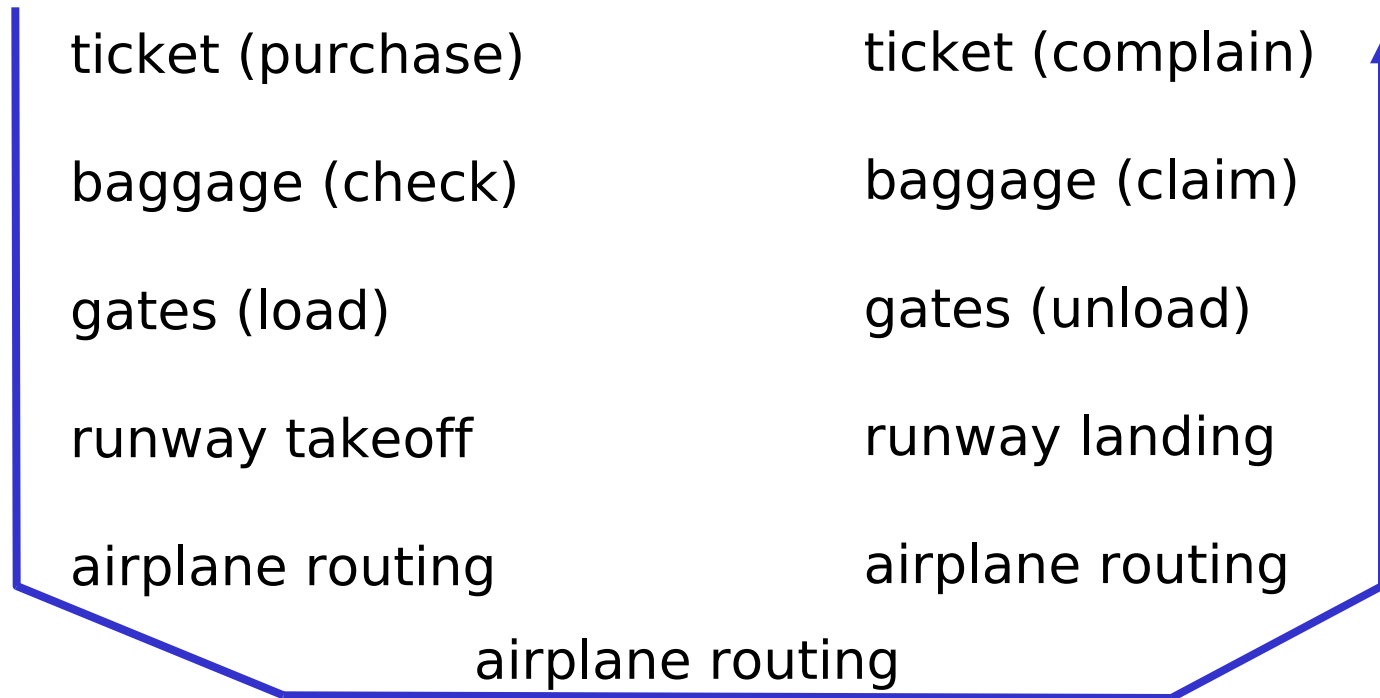 ticket (purchase)
baggage (check)
gates (load)
runway takeoff
airplane routing
ticket (complain)
baggage (claim)
gates (unload)
runway landing
airplane routing
airplane routing